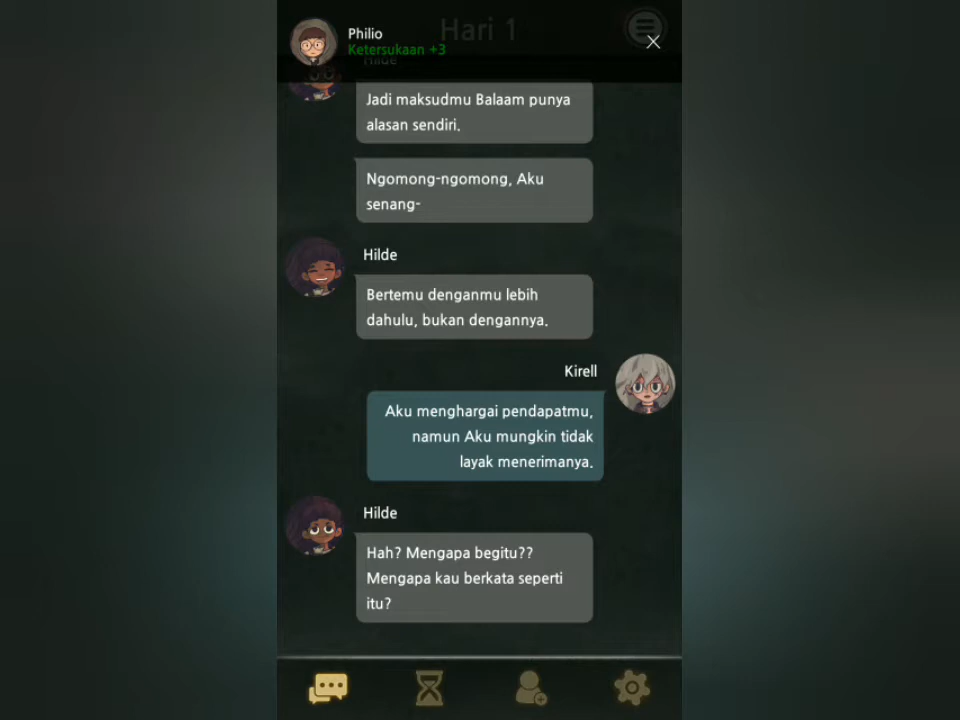 Hari 1
Philio
Ketersukaan +3
Hilde
Jadi maksudmu Balaam punya
alasan sendiri.
Ngomong-ngomong, Aku
senang-
Hilde
Bertemu denganmu lebih
dahulu, bukan dengannya.
Kirell
Aku menghargai pendapatmu,
namun Aku mungkin tidak
layak menerimanya.
Hilde
Hah? Mengapa begitu??
Mengapa kau berkata seperti
itu?